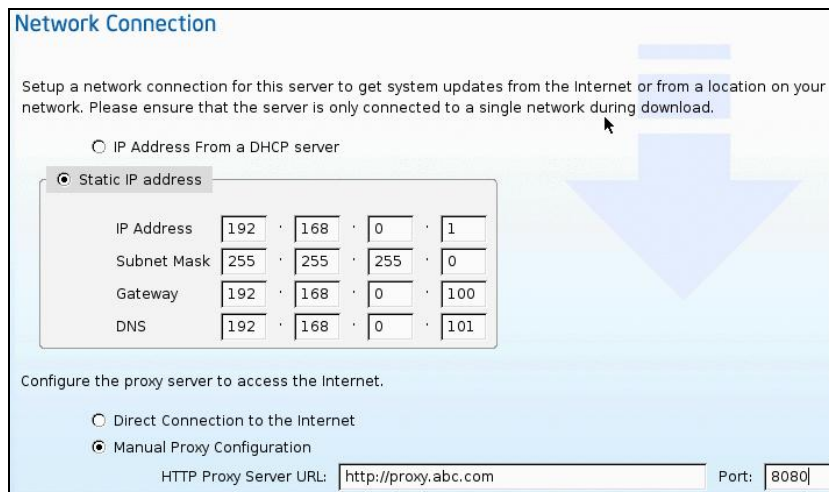 Network Connection
Setup a network connection for this server to get system updates from the Internet or from a location on your
network. Please ensure that the server is only connected to a single network during download.
IP Address From a DHCP server
Static IP address
IP Address 192 . 168 . 0 . 1
Subnet Mask 255 . 255 . 255 . 0
Gateway 192 . 168 . 0 . 100
DNS 192 . 168 . 0 . 101
Configure the proxy server to access the Internet.
Direct Connection to the Internet
Manual Proxy Configuration
HTTP Proxy Server URL: http://proxy.abc.com Port: 8080